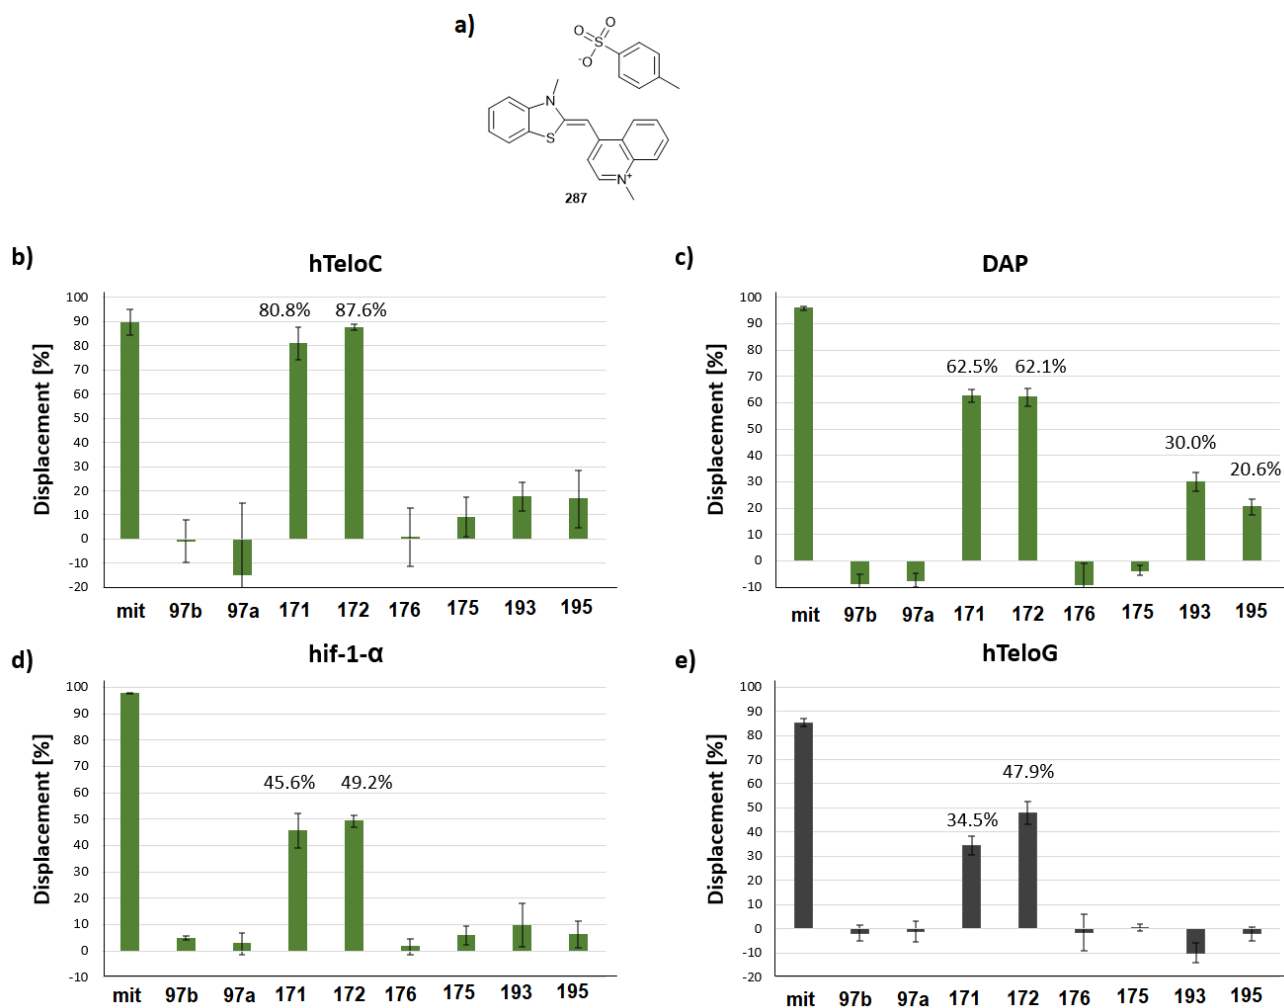 a)
O
O
S
-O
N
S
N+
287
b)
hTeloC
Displacement [%]
100
90
80
70
60
50
40
30
20
10
0
-10
-20
80.8% 87.6%
mit 97b 97a 171 172 176 175 193 195
c)
DAP
Displacement [%]
100
90
80
70
60
50
40
30
20
10
0
-10
62.5% 62.1%
30.0%
20.6%
mit 97b 97a 171 172 176 175 193 195
d)
hif-1-α
Displacement [%]
100
90
80
70
60
50
40
30
20
10
0
-10
45.6% 49.2%
mit 97b 97a 171 172 176 175 193 195
e)
hTeloG
Displacement [%]
100
90
80
70
60
50
40
30
20
10
0
-10
-20
47.9%
34.5%
mit 97b 97a 171 172 176 175 193 195